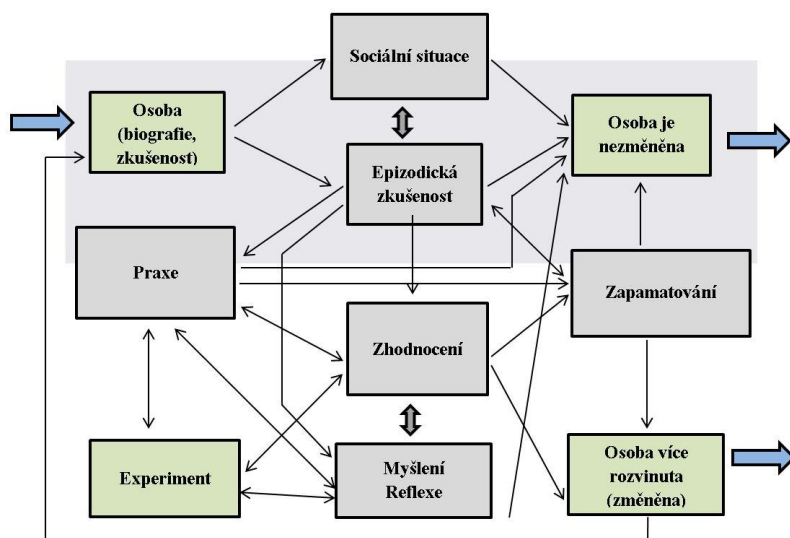 Sociální situace
Osoba
(biografie,
zkušenost)
Osoba je
nezměněna
Epizodická
zkušenost
Praxe
Zapamatování
Zhodnocení
Experiment
Myšlení
Reflexe
Osoba více
rozvinuta
(změněna)